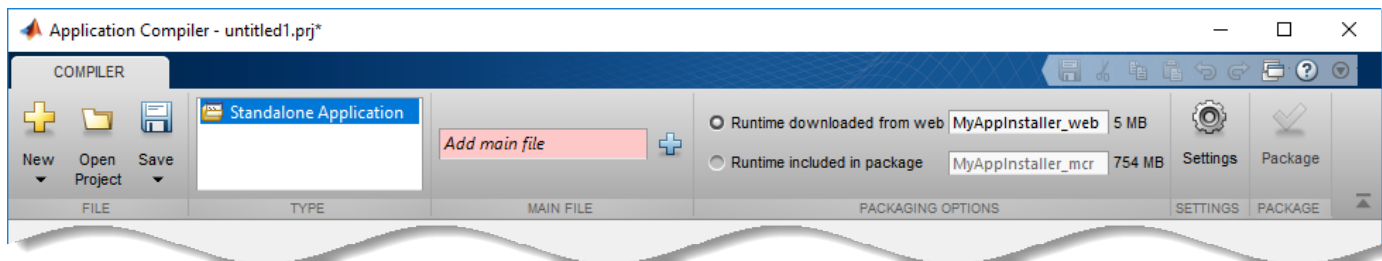 Application Compiler - untitled1.prj*
COMPILER
New Open Project Save
Standalone Application
Add main file
Runtime downloaded from web MyAppInstaller_web 5 MB
Runtime included in package MyAppInstaller_mcr 754 MB
Settings Package
FILE TYPE MAIN FILE PACKAGING OPTIONS SETTINGS PACKAGE